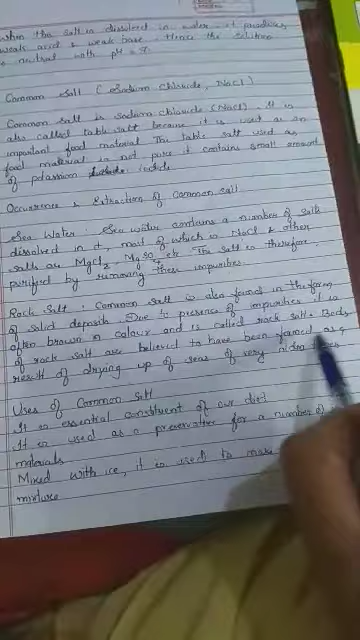 when the salt is dissolved in water, it produces
weak acid & weak base. Hence the solution
is neutral with pH = 7.
Common Salt (Sodium chloride, NaCl)
Common salt is sodium chloride (NaCl). It is
also called table salt because it is used as an
important food material The table salt used as
food material is not pure it contains small amount
of potassium iodide
Occurrence & Extraction of Common salt
Sea Water : Sea water contains a number of salts
dissolved in it, most of which is NaCl & other
salts are MgCl2, MgSO4 etc. The salt is therefore
purified by removing these impurities.
Rock Salt : Common salt is also found in the form
of solid deposits. Due to presence of impurities it is
often brown in colour and is called rock salt. Beds
of rock salt are believed to have been formed as a
result of drying up of seas of very
Uses of Common Salt
It is essential constituent of our diet
It is used as a preservative for a number of
materials
Mixed with ice, it is used to make
mixture